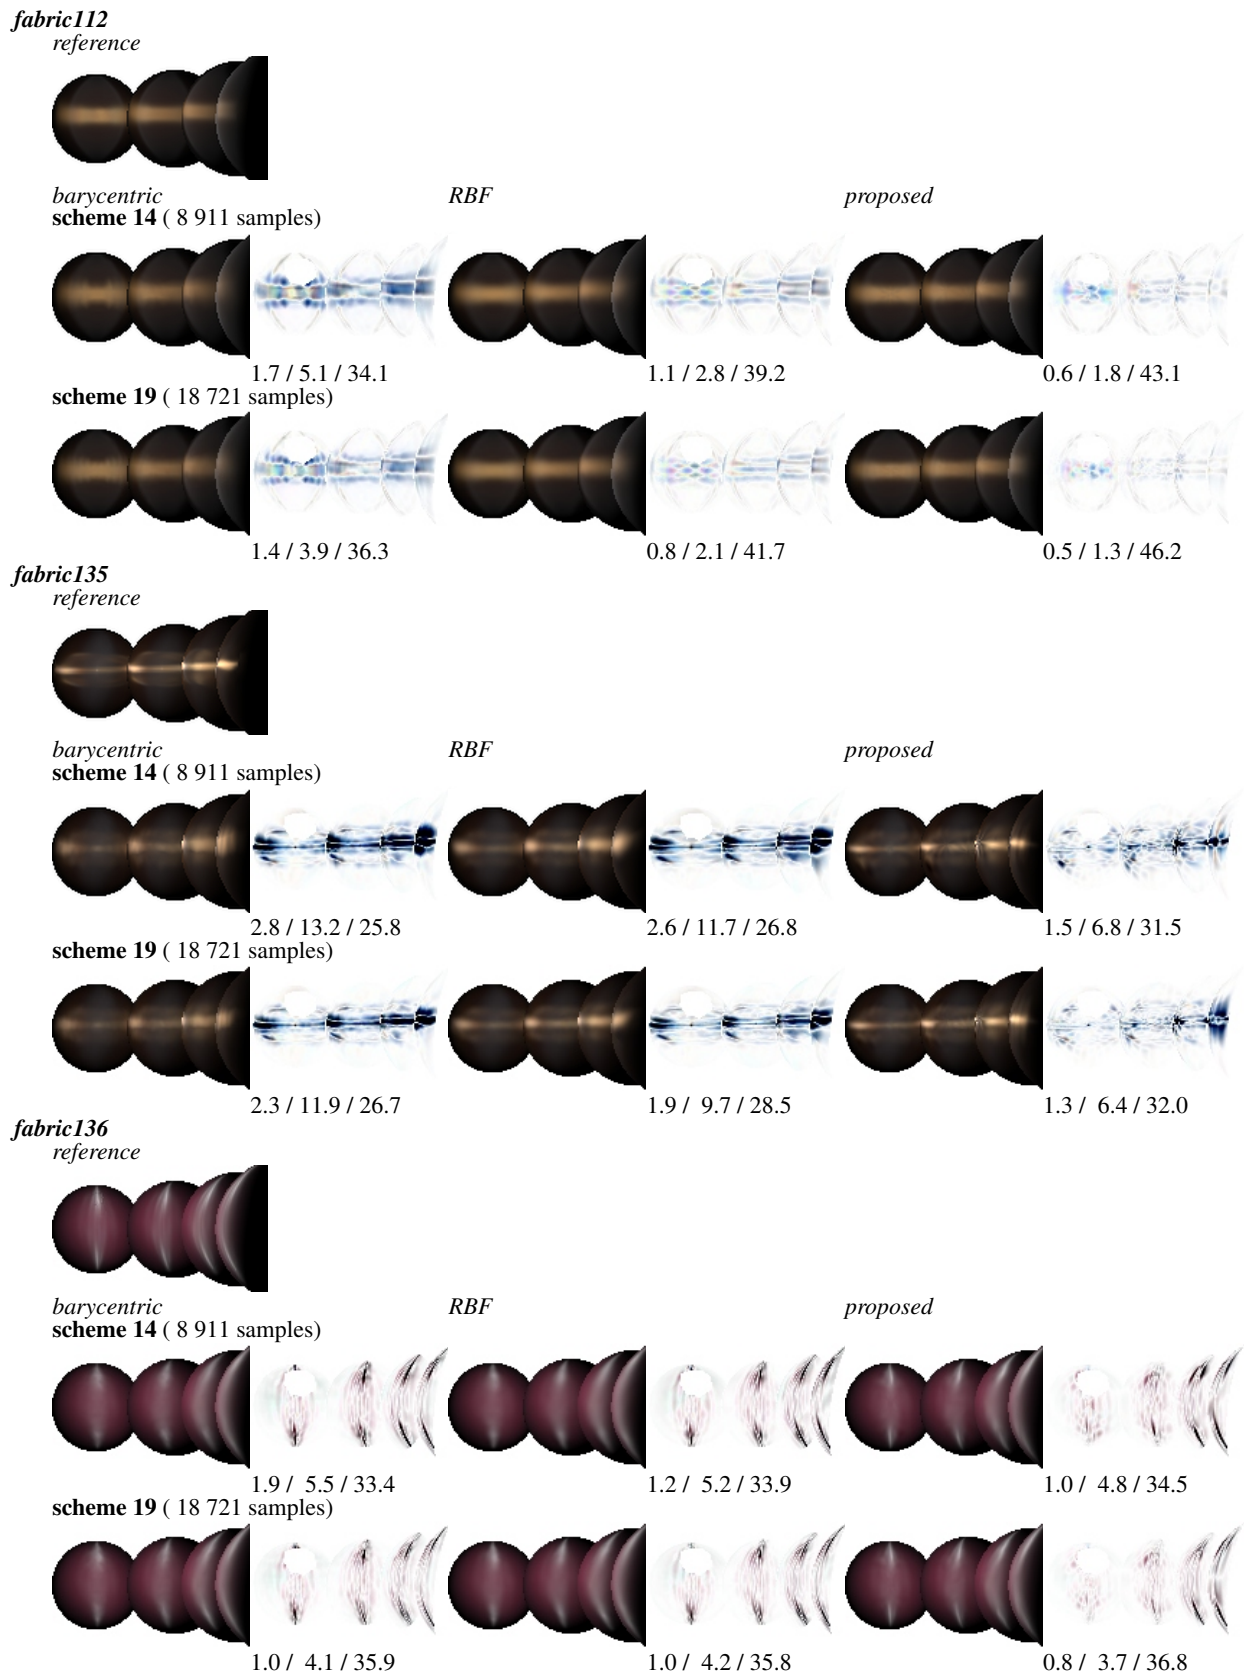 fabric112
reference
barycentric RBF proposed
scheme 14 ( 8 911 samples)
1.7 / 5.1 / 34.1 1.1 / 2.8 / 39.2 0.6 / 1.8 / 43.1
scheme 19 ( 18 721 samples)
1.4 / 3.9 / 36.3 0.8 / 2.1 / 41.7 0.5 / 1.3 / 46.2
fabric135
reference
barycentric RBF proposed
scheme 14 ( 8 911 samples)
2.8 / 13.2 / 25.8 2.6 / 11.7 / 26.8 1.5 / 6.8 / 31.5
scheme 19 ( 18 721 samples)
2.3 / 11.9 / 26.7 1.9 / 9.7 / 28.5 1.3 / 6.4 / 32.0
fabric136
reference
barycentric RBF proposed
scheme 14 ( 8 911 samples)
1.9 / 5.5 / 33.4 1.2 / 5.2 / 33.9 1.0 / 4.8 / 34.5
scheme 19 ( 18 721 samples)
1.0 / 4.1 / 35.9 1.0 / 4.2 / 35.8 0.8 / 3.7 / 36.8